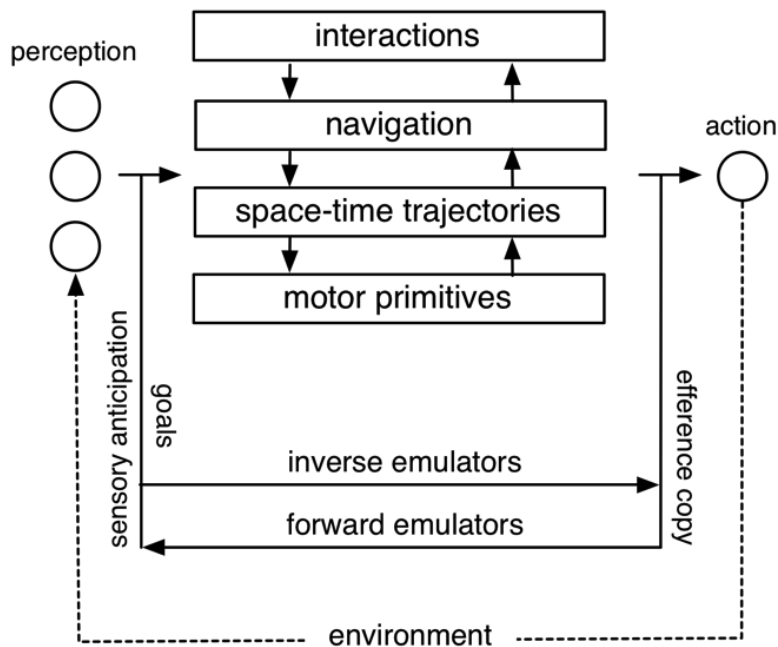 interactions
perception
navigation
action
space-time trajectories
motor primitives
sensory anticipation
goals
efference copy
inverse emulators
forward emulators
environment